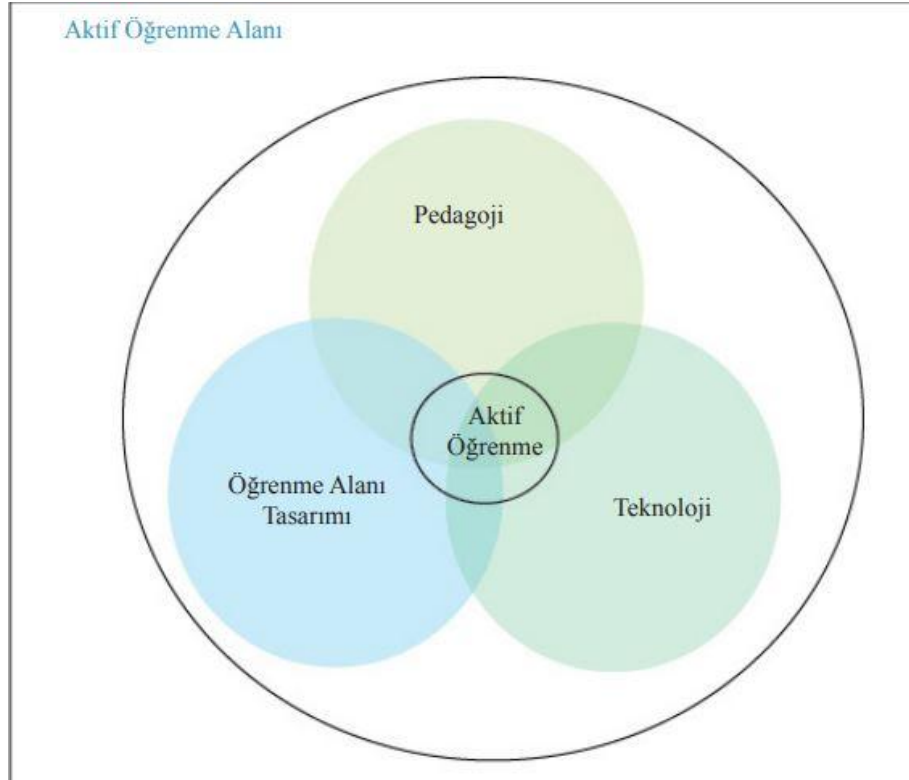 Aktif Öğrenme Alanı
Pedagoji
Aktif
Öğrenme
Öğrenme Alanı
Tasarımı
Teknoloji